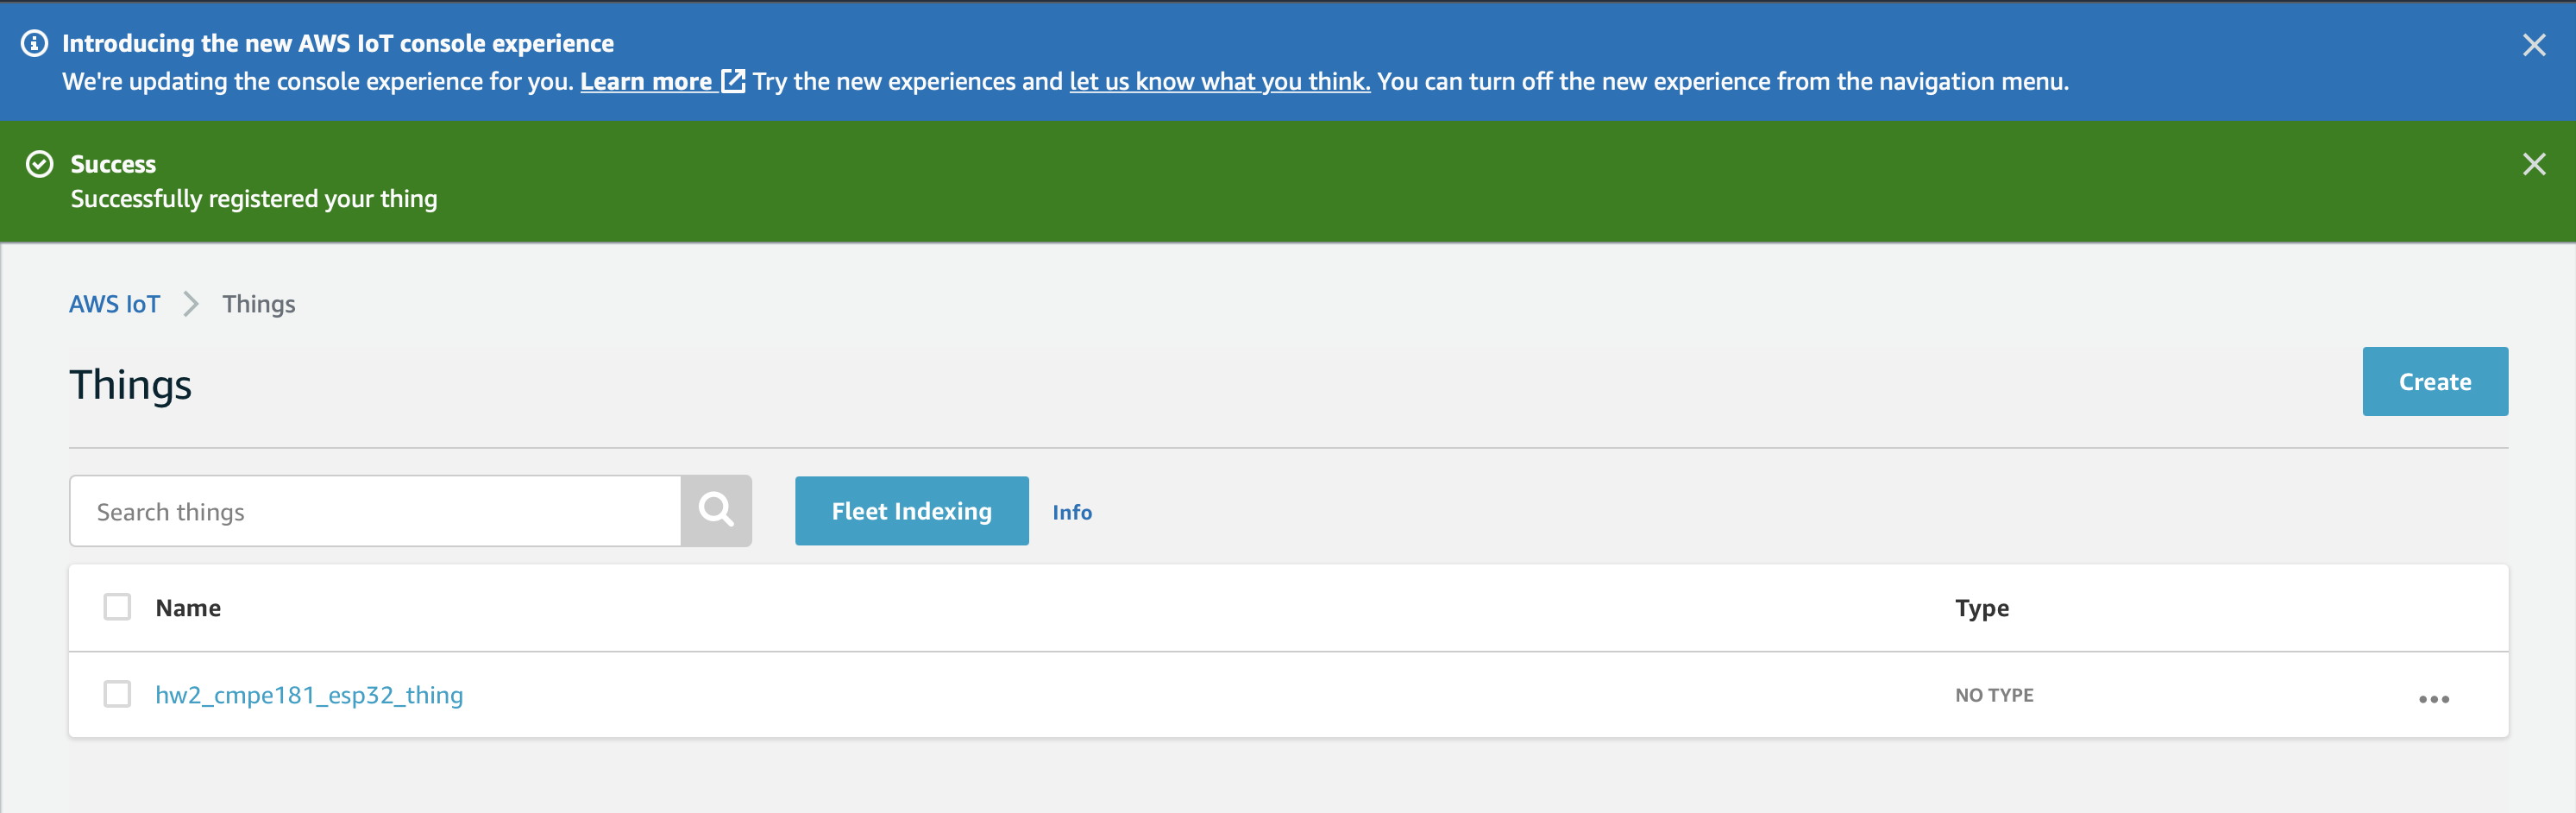 Introducing the new AWS IoT console experience
We're updating the console experience for you. Learn more Try the new experiences and let us know what you think. You can turn off the new experience from the navigation menu.
Success
Successfully registered your thing
AWS IoT > Things
Things
Create
Search things
Fleet Indexing
Info
Name Type
hw2_cmpe181_esp32_thing NO TYPE